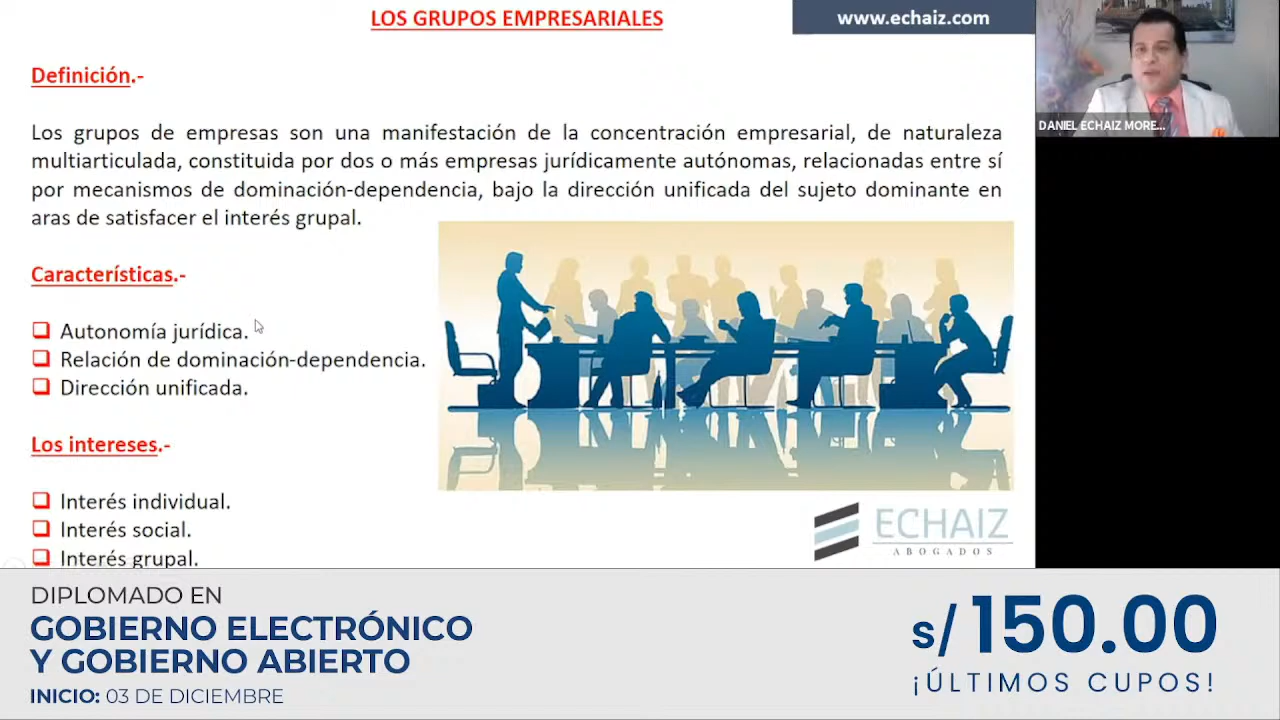 LOS GRUPOS EMPRESARIALES
www.echaiz.com
DANIEL ECHAIZ MORE...
Definición.-
Los grupos de empresas son una manifestación de la concentración empresarial, de naturaleza
multiarticulada, constituida por dos o más empresas jurídicamente autónomas, relacionadas entre sí
por mecanismos de dominación-dependencia, bajo la dirección unificada del sujeto dominante en
aras de satisfacer el interés grupal.
Características.-
Autonomía jurídica.
Relación de dominación-dependencia.
Dirección unificada.
Los intereses.-
Interés individual.
Interés social.
Interés grupal.
ECHAIZ
ABOGADOS
DIPLOMADO EN
GOBIERNO ELECTRÓNICO
Y GOBIERNO ABIERTO
INICIO: 03 DE DICIEMBRE
s/150.00
¡ÚLTIMOS CUPOS!